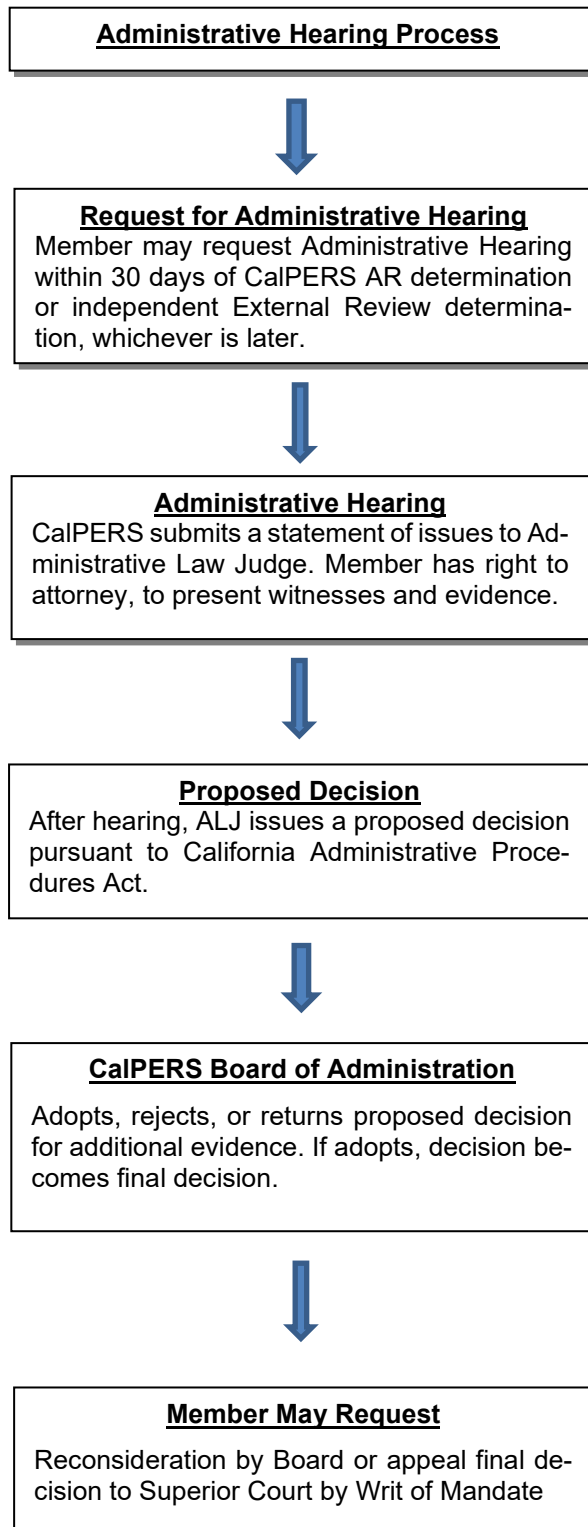 Administrative Hearing Process
Request for Administrative Hearing
Member may request Administrative Hearing
within 30 days of CalPERS AR determination
or independent External Review determina-
tion, whichever is later.
Administrative Hearing
CalPERS submits a statement of issues to Ad-
ministrative Law Judge. Member has right to
attorney, to present witnesses and evidence.
Proposed Decision
After hearing, ALJ issues a proposed decision
pursuant to California Administrative Proce-
dures Act.
CalPERS Board of Administration
Adopts, rejects, or returns proposed decision
for additional evidence. If adopts, decision be-
comes final decision.
Member May Request
Reconsideration by Board or appeal final de-
cision to Superior Court by Writ of Mandate